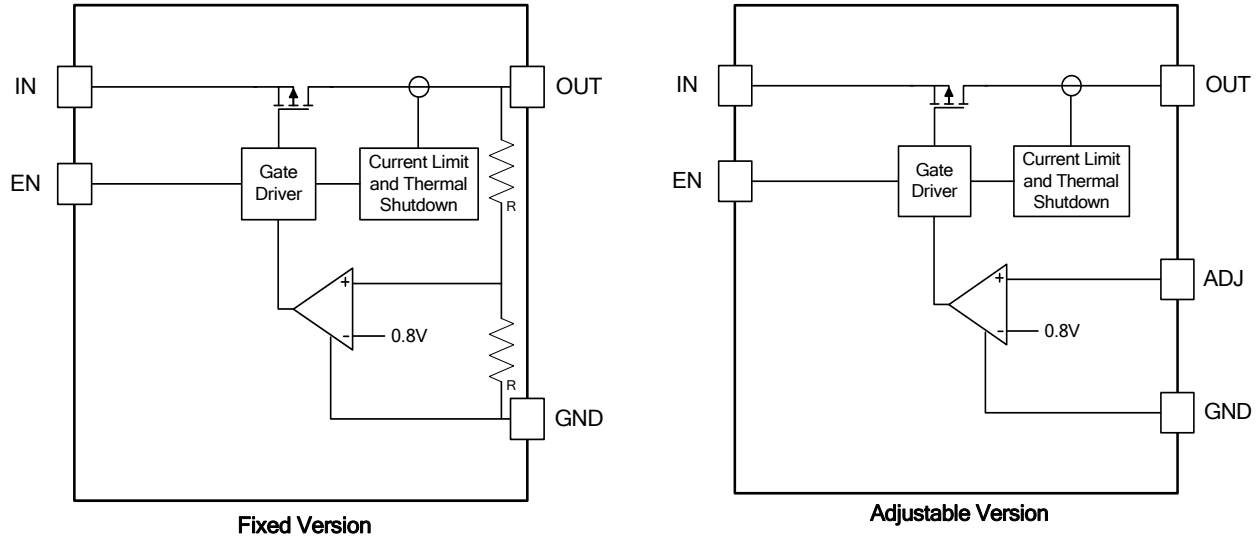 IN
OUT
EN
Gate
Driver
Current Limit
and Thermal
Shutdown
R
+
-
0.8V
R
GND
Fixed Version
IN
OUT
EN
Gate
Driver
Current Limit
and Thermal
Shutdown
+
ADJ
-
0.8V
GND
Adjustable Version